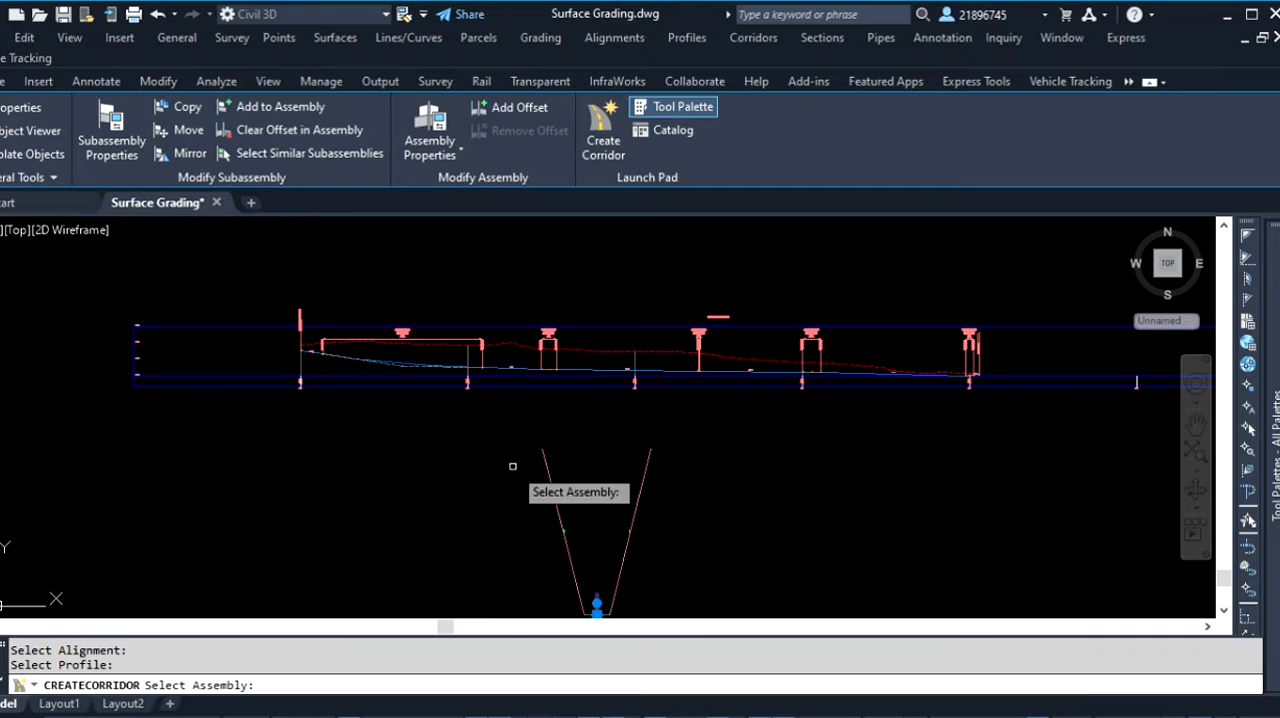 Civil 3D Share Surface Grading.dwg Type a keyword or phrase 21896745
Edit View Insert General Survey Points Surfaces Lines/Curves Parcels Grading Alignments Profiles Corridors Sections Pipes Annotation Inquiry Window Express
e Tracking
Insert Annotate Modify Analyze View Manage Output Survey Rail Transparent InfraWorks Collaborate Help Add-ins Featured Apps Express Tools Vehicle Tracking
operties Copy Add to Assembly Add Offset Tool Palette
bject Viewer Move Clear Offset in Assembly Remove Offset Catalog
olate Objects Mirror Select Similar Subassemblies
Subassembly Properties
Assembly Properties
Create Corridor
eral Tools Modify Subassembly Modify Assembly Launch Pad
tart Surface Grading*
][Top][2D Wireframe]
N
W TOP E
S
Unnamed
Tool Palettes - All Palettes
Select Assembly:
Y
X
Select Alignment:
Select Profile:
CREATECORRIDOR Select Assembly:
del Layout1 Layout2